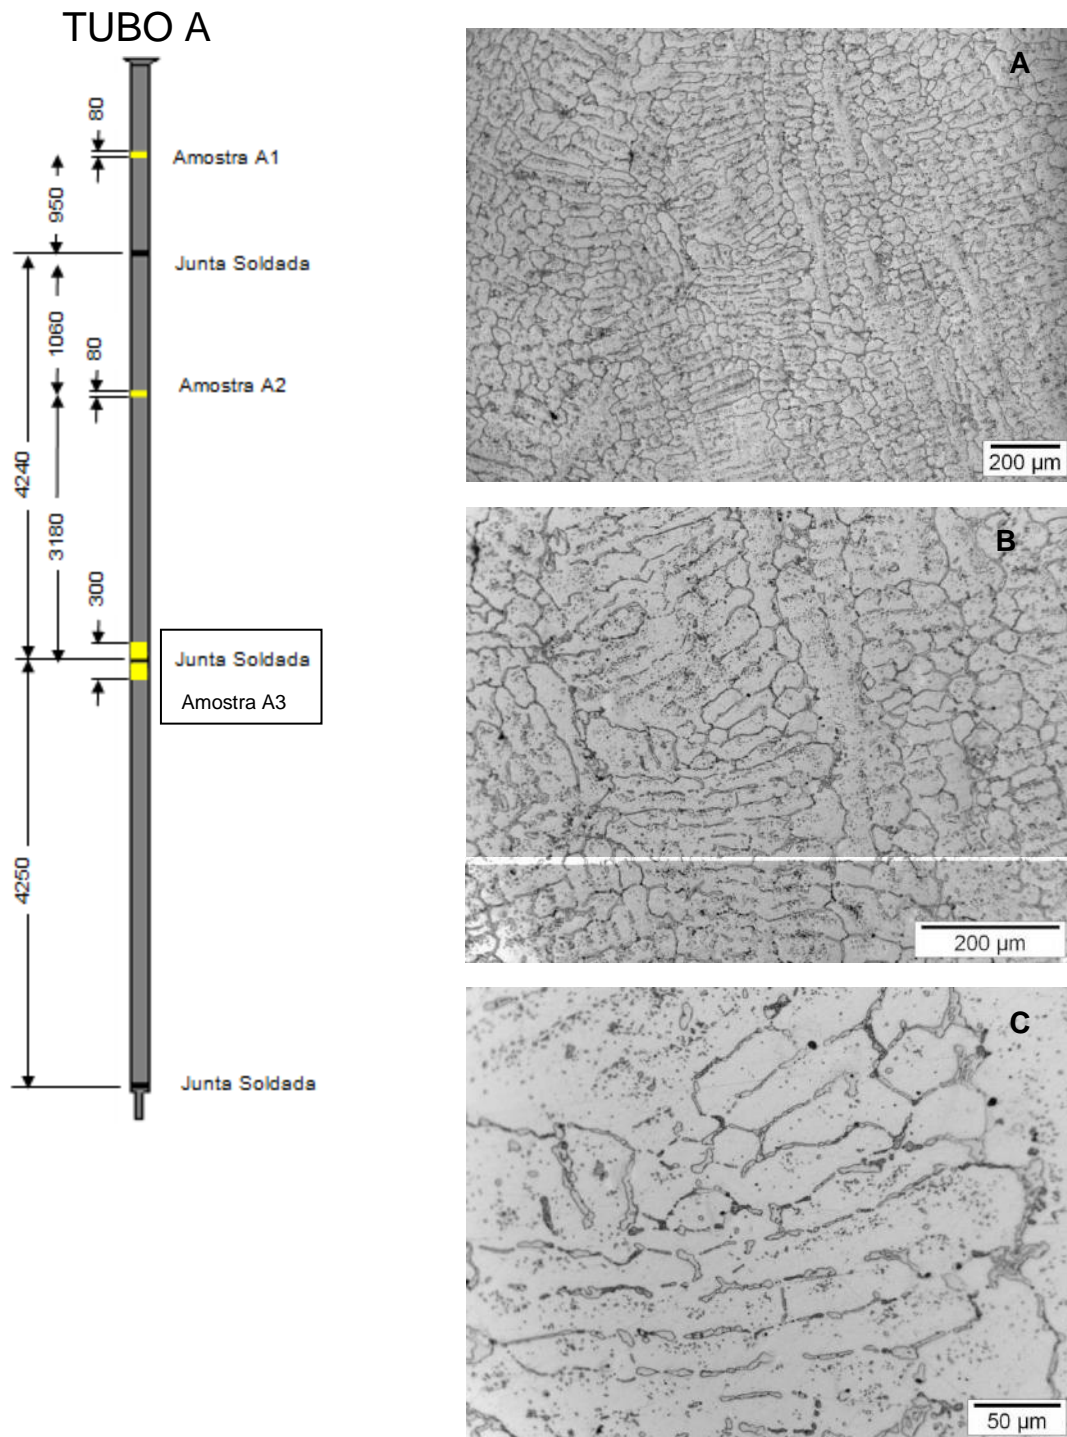 TUBO A
80
Amostra A1
950
Junta Soldada
1060
80
Amostra A2
4240
3180
300
Junta Soldada
Amostra A3
4250
Junta Soldada
A
200 µm
B
200 µm
C
50 µm